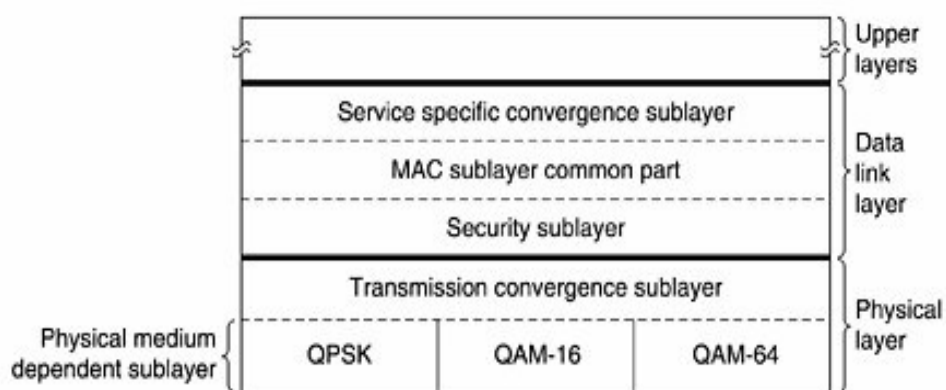 Upper
layers
Service specific convergence sublayer
MAC sublayer common part
Security sublayer
Data
link
layer
Transmission convergence sublayer
Physical
layer
Physical medium
dependent sublayer
QPSK
QAM-16
QAM-64